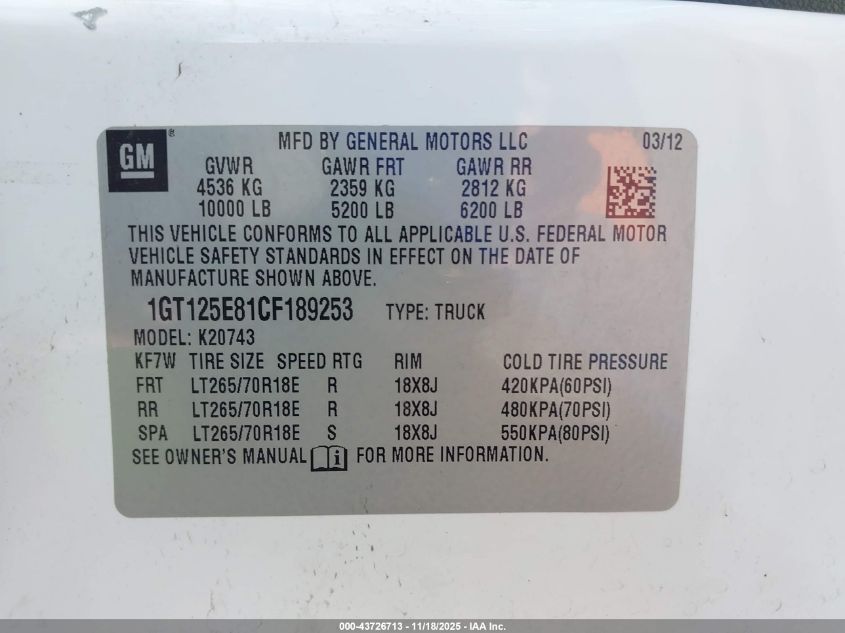 GM ®
MFD BY GENERAL MOTORS LLC 03/12
GVWR GAWR FRT GAWR RR
4536 KG 2359 KG 2812 KG
10000 LB 5200 LB 6200 LB
THIS VEHICLE CONFORMS TO ALL APPLICABLE U.S. FEDERAL MOTOR
VEHICLE SAFETY STANDARDS IN EFFECT ON THE DATE OF
MANUFACTURE SHOWN ABOVE.
1GT125E81CF189253 TYPE: TRUCK
MODEL: K20743
KF7W TIRE SIZE SPEED RTG RIM COLD TIRE PRESSURE
FRT LT265/70R18E R 18X8J 420KPA(60PSI)
RR LT265/70R18E R 18X8J 480KPA(70PSI)
SPA LT265/70R18E S 18X8J 550KPA(80PSI)
SEE OWNER'S MANUAL i FOR MORE INFORMATION.
000-43726713 - 11/18/2025 - IAA Inc.